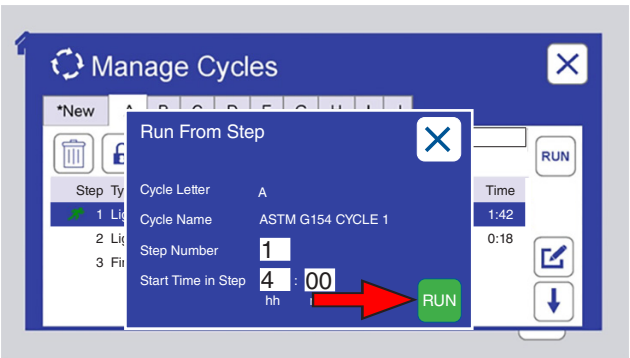 Manage Cycles
*New
Run From Step
RUN
Step
Time
Cycle Letter A
1 1:42
Cycle Name ASTM G154 CYCLE 1
2 0:18
Step Number 1
3
Start Time in Step 4 : 00
hh
RUN